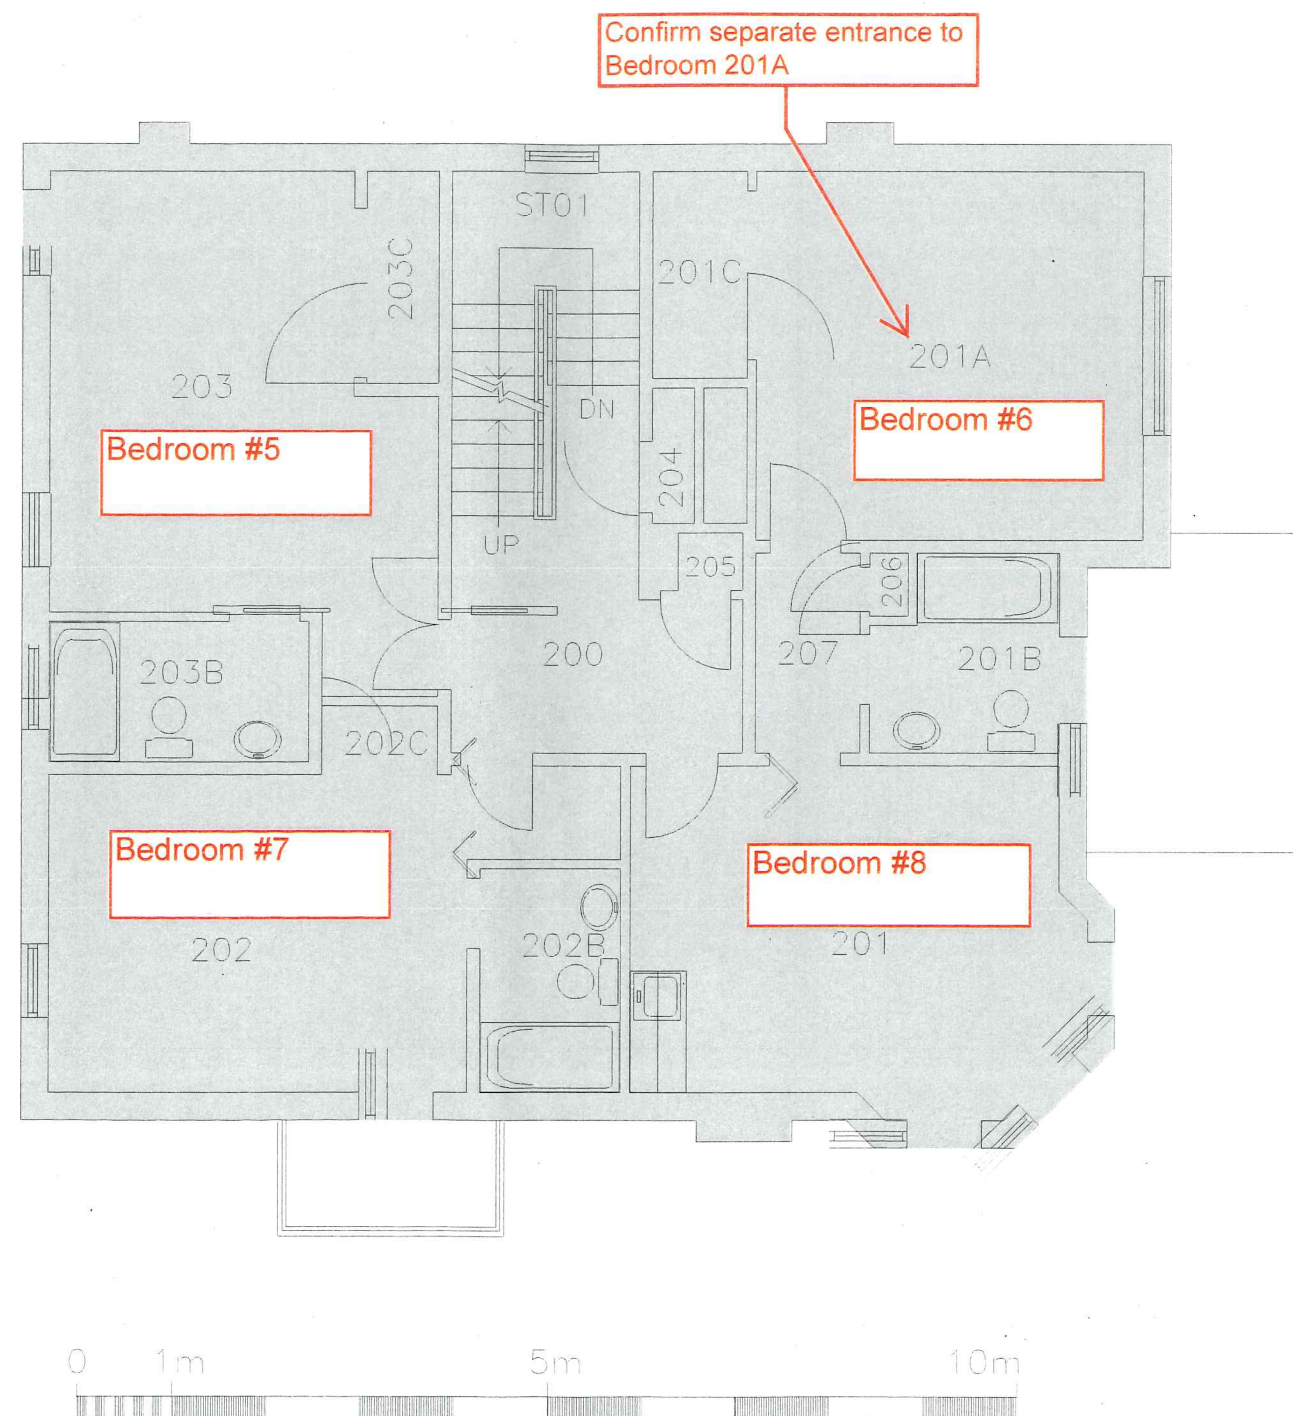 Confirm separate entrance to
Bedroom 201A
ST01
203C
201C
201A
203
DN
Bedroom #6
Bedroom #5
204
UP
205
206
200
207
201B
203B
202C
Bedroom #7
Bedroom #8
202
202B
201
0 1m 5m 10m